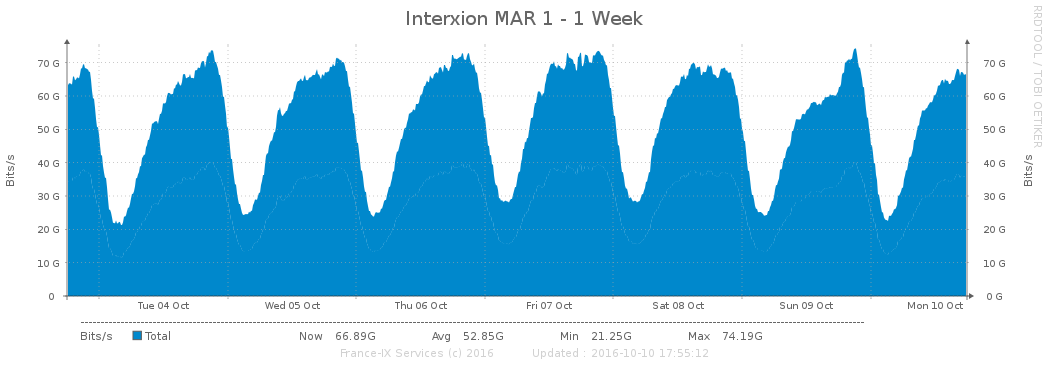 Interxion MAR 1 - 1 Week
RRDTOOL / TOBI OETIKER
Bits/s
70 G
60 G
50 G
40 G
30 G
20 G
10 G
0
70 G
60 G
50 G
40 G
30 G
20 G
10 G
0 G
Bits/s
Tue 04 Oct Wed 05 Oct Thu 06 Oct Fri 07 Oct Sat 08 Oct Sun 09 Oct Mon 10 Oct
Bits/s Total Now 66.89G Avg 52.85G Min 21.25G Max 74.19G
France-IX Services (c) 2016 Updated : 2016-10-10 17:55:12